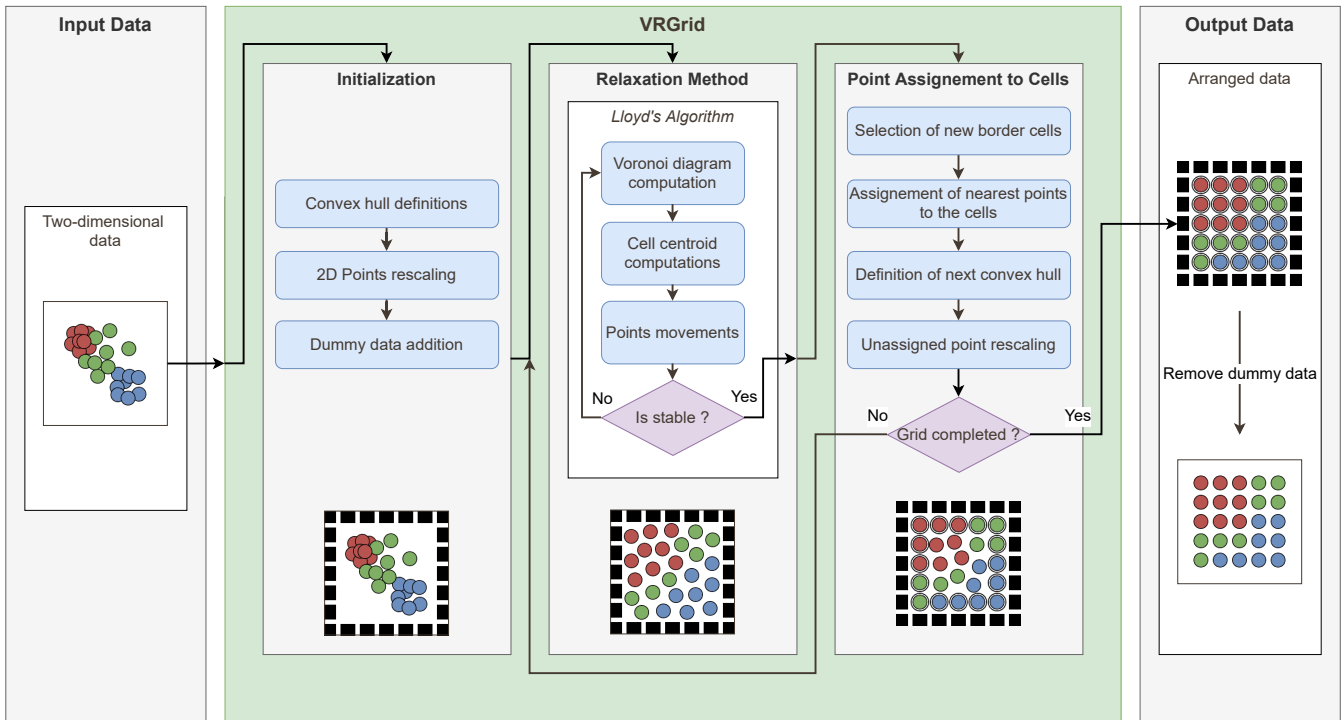 Input Data
Two-dimensional
data
VRGrid
Initialization
Convex hull definitions
2D Points rescaling
Dummy data addition
Relaxation Method
Lloyd's Algorithm
Voronoi diagram
computation
Cell centroid
computations
Points movements
Is stable ?
No
Yes
Point Assignement to Cells
Selection of new border cells
Assignement of nearest points
to the cells
Definition of next convex hull
Unassigned point rescaling
Grid completed ?
No
Yes
Output Data
Arranged data
Remove dummy data